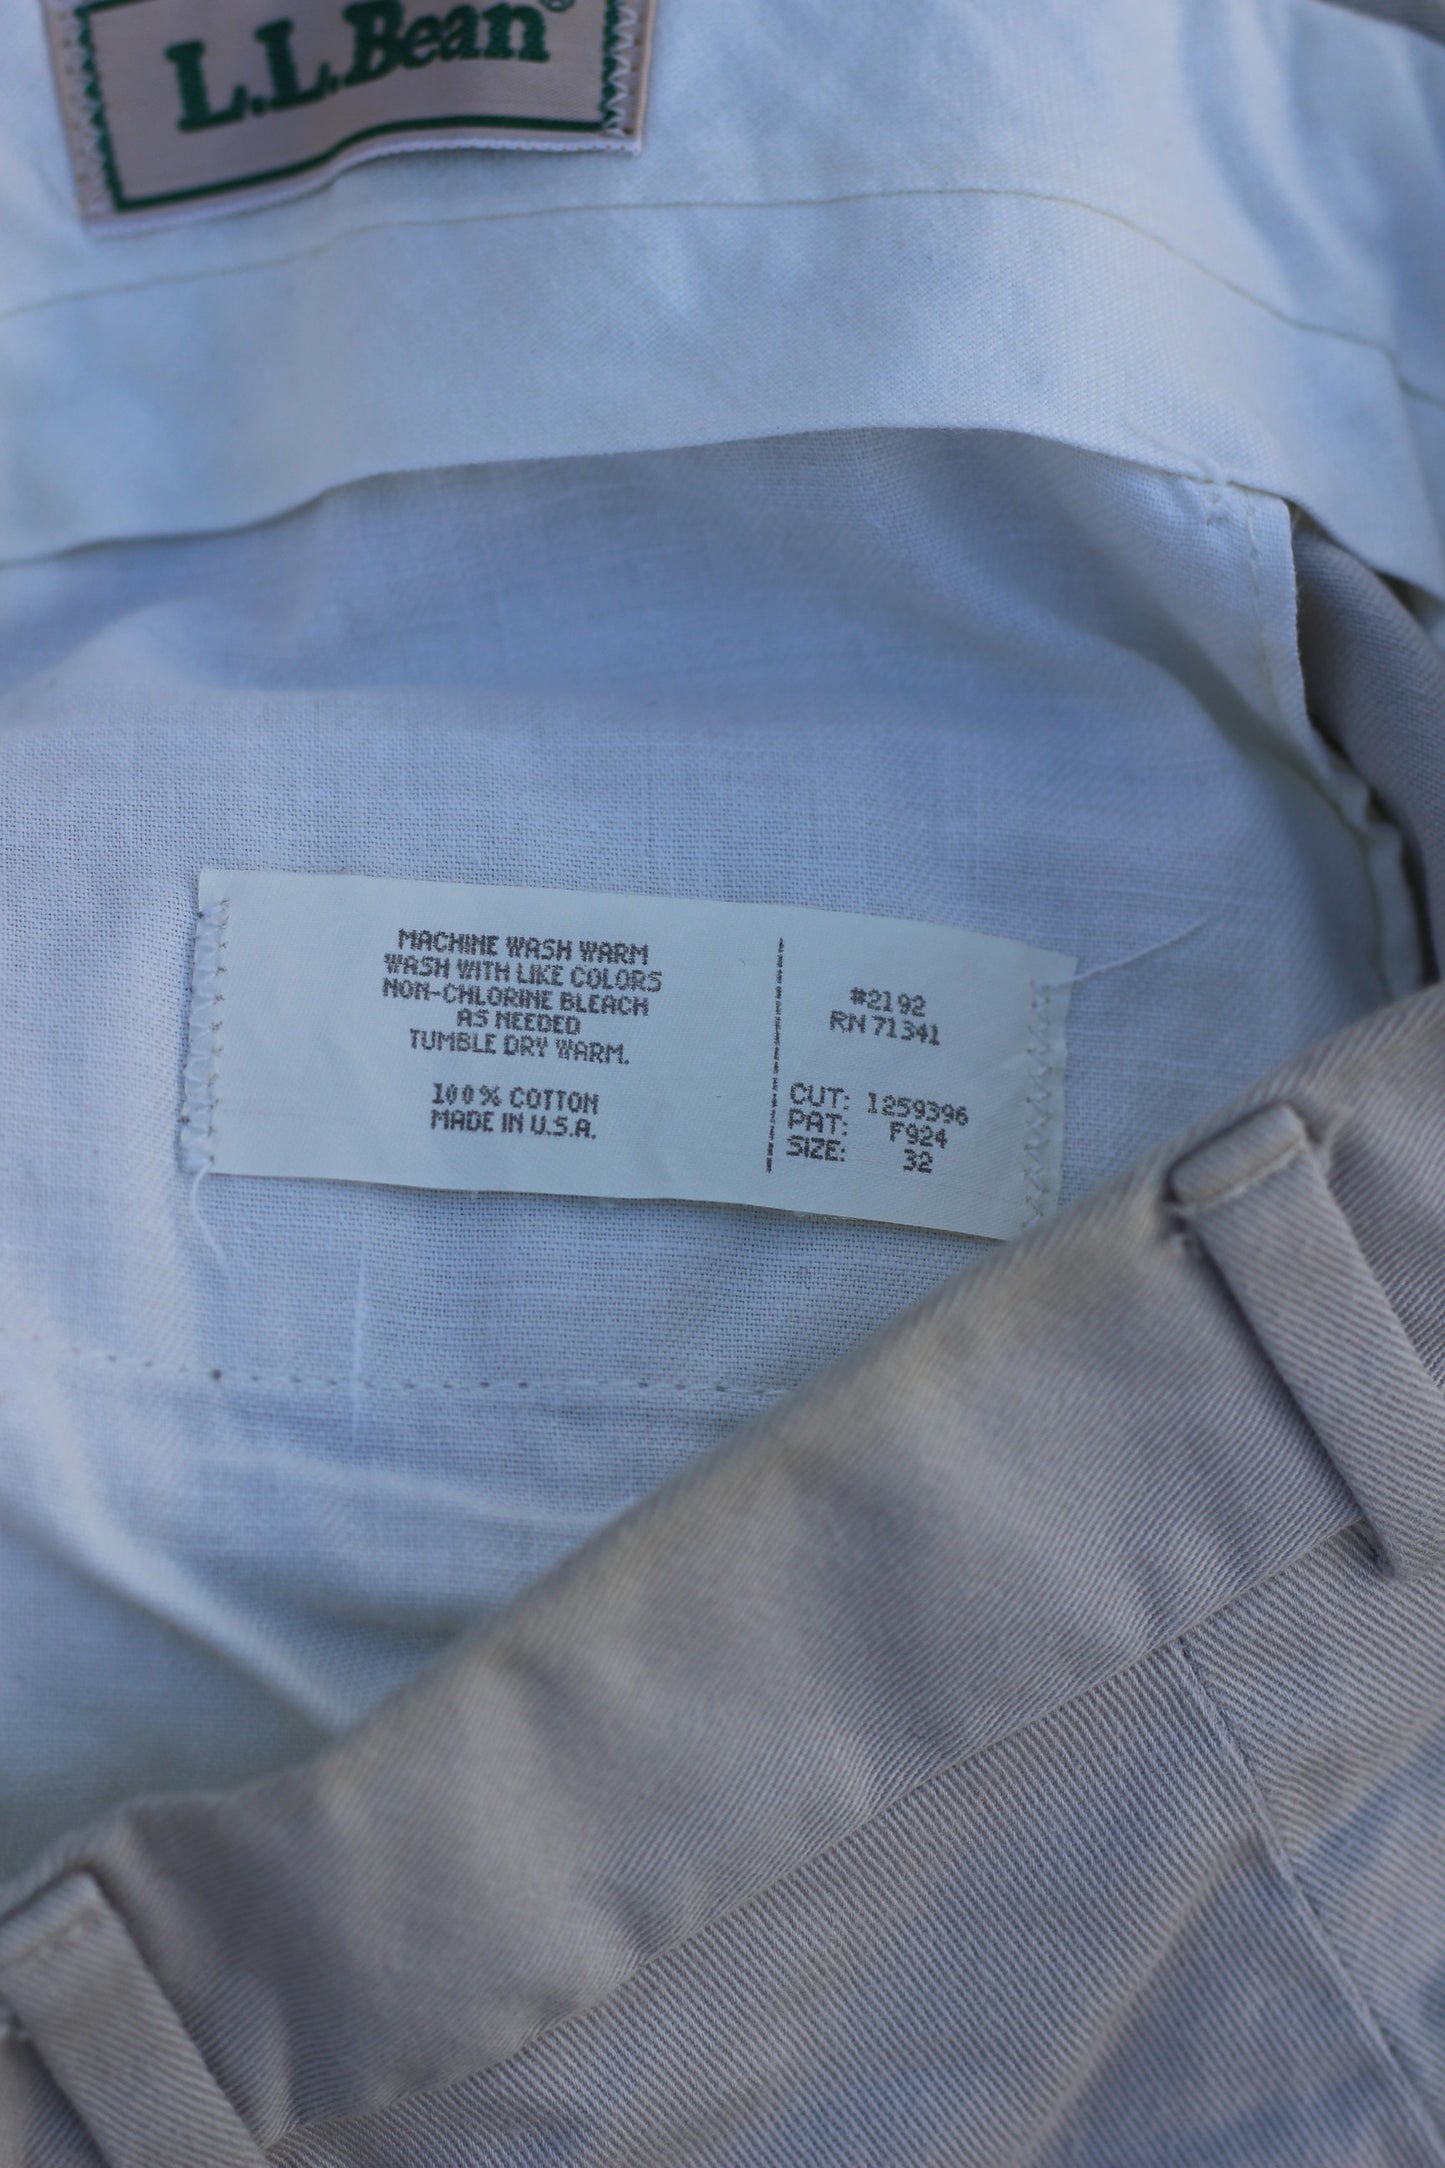 L.L.Bean®
MACHINE WASH WARM
WASH WITH LIKE COLORS
NON-CHLORINE BLEACH
AS NEEDED
TUMBLE DRY WARM.
100% COTTON
MADE IN U.S.A.
#2192
RN 71341
CUT: 1259396
PAT: F924
SIZE: 32